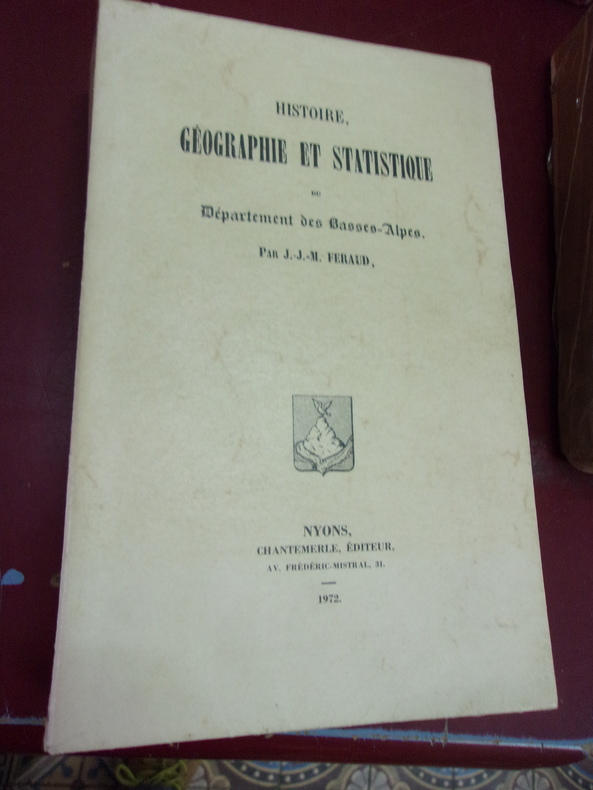 HISTOIRE,
GÉOGRAPHIE ET STATISTIQUE
DU
Département des Basses-Alpes.
PAR J.-J.-M. FERAUD,
NYONS,
CHANTEMERLE, ÉDITEUR,
AV. FRÉDÉRIC-MISTRAL, 31.
1972.